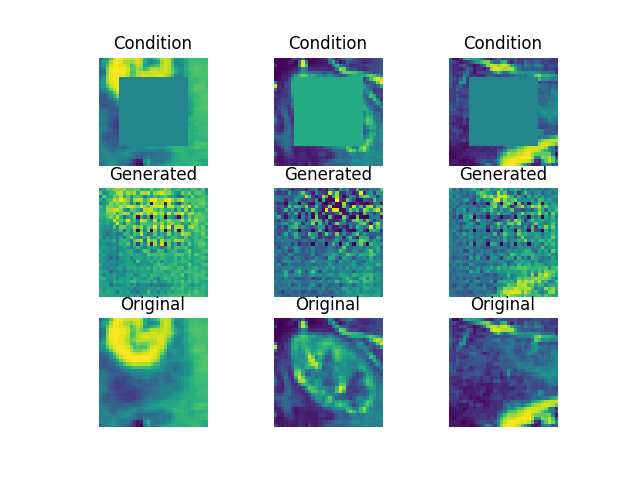 Condition Condition Condition
Generated Generated Generated
Original Original Original